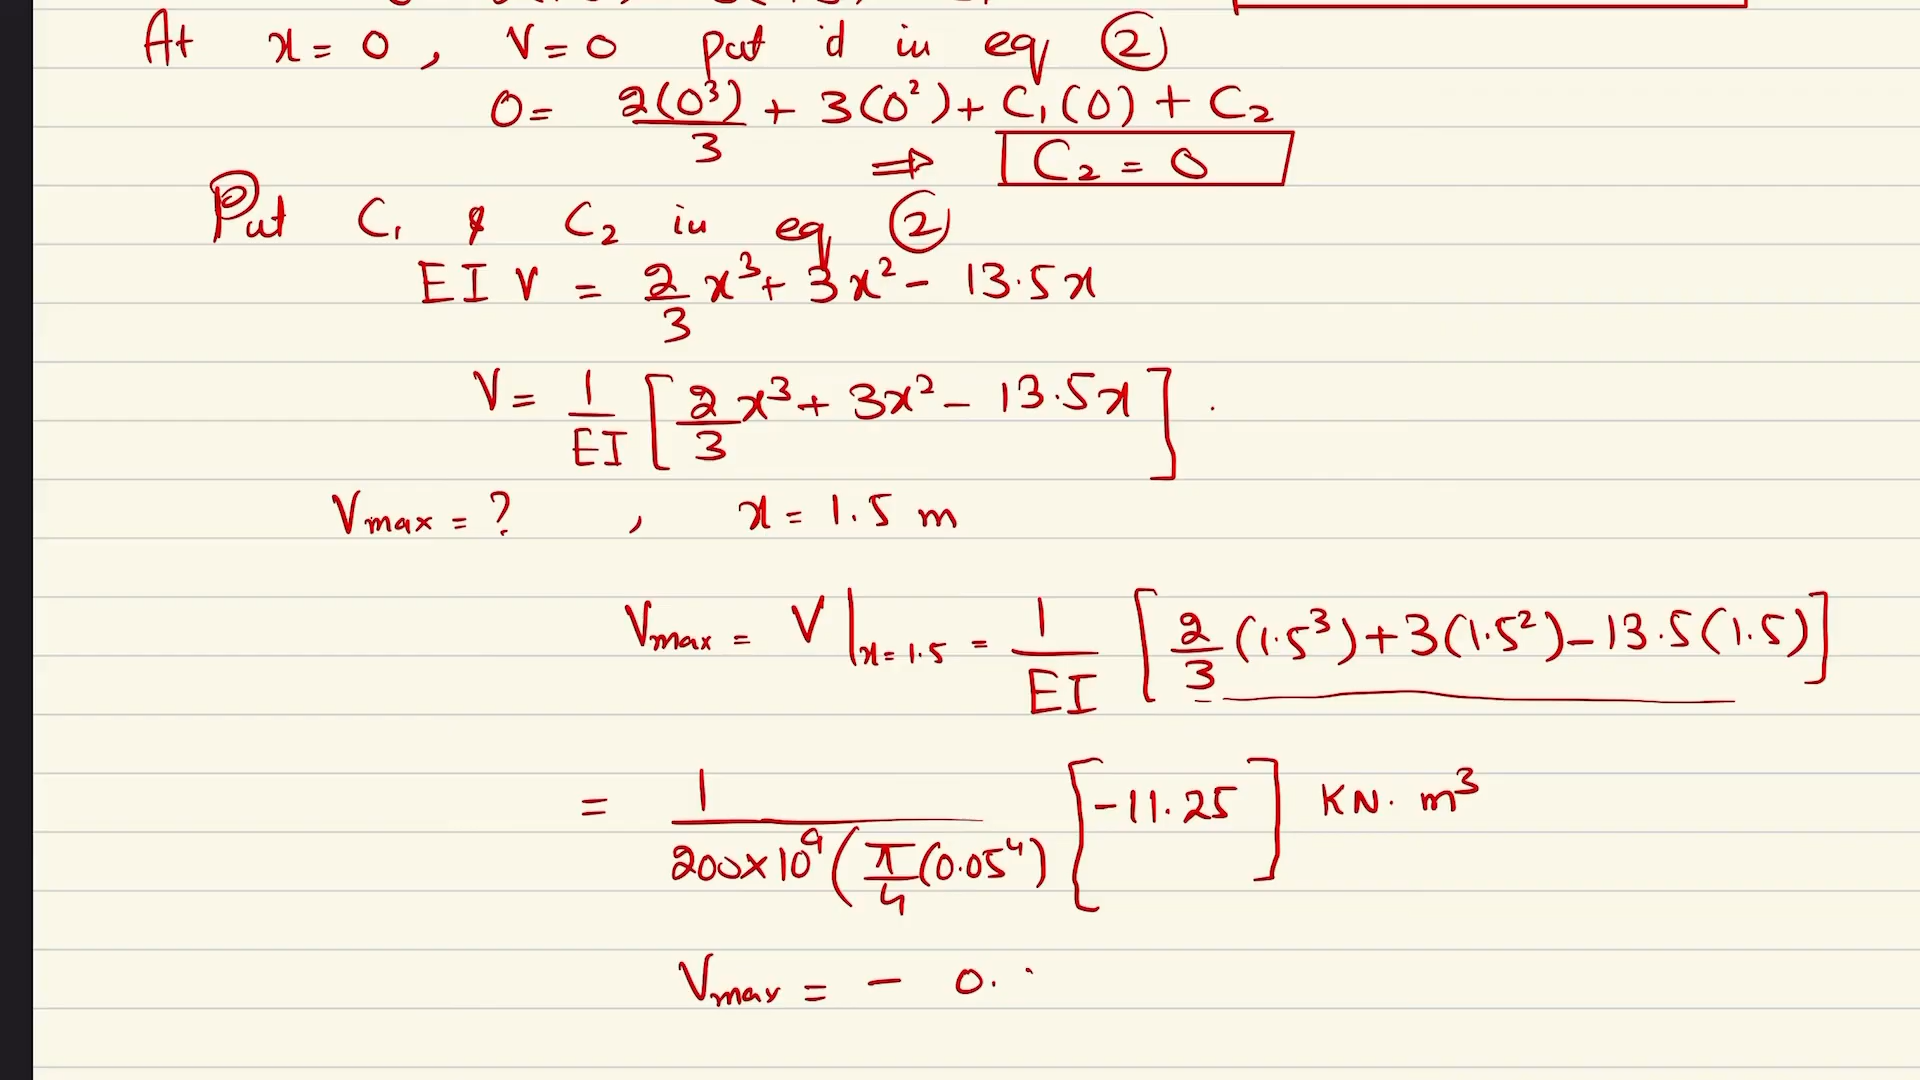 At x = 0 , v = 0 put 'd in eq ②
0 = 2(0³)/3 + 3(0²) + C₁(0) + C₂
⇒ C₂ = 0
Put C₁ & C₂ in eq ②
EI v = 2/3 x³ + 3x² - 13.5x
v = 1/EI [2/3 x³ + 3x² - 13.5x] .
Vmax = ? , x = 1.5 m
Vmax = V|x=1.5 = 1/EI [2/3 (1.5³) + 3(1.5²) - 13.5(1.5)]
= 1/200×10⁹(π/4(0.05⁴) [-11.25] KN. m³
Vmax = - 0.